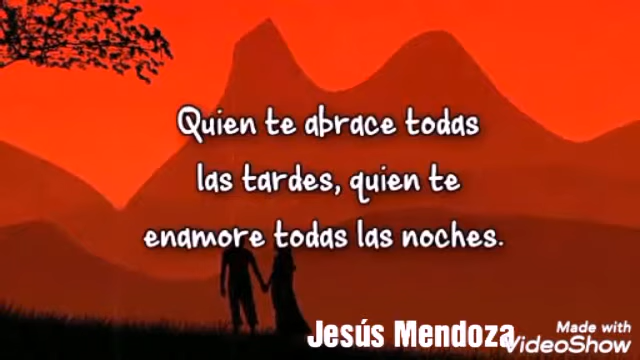 Quien te abrace todas
las tardes, quien te
enamore todas las noches.
Jesús Mendoza
Made with
VideoShow